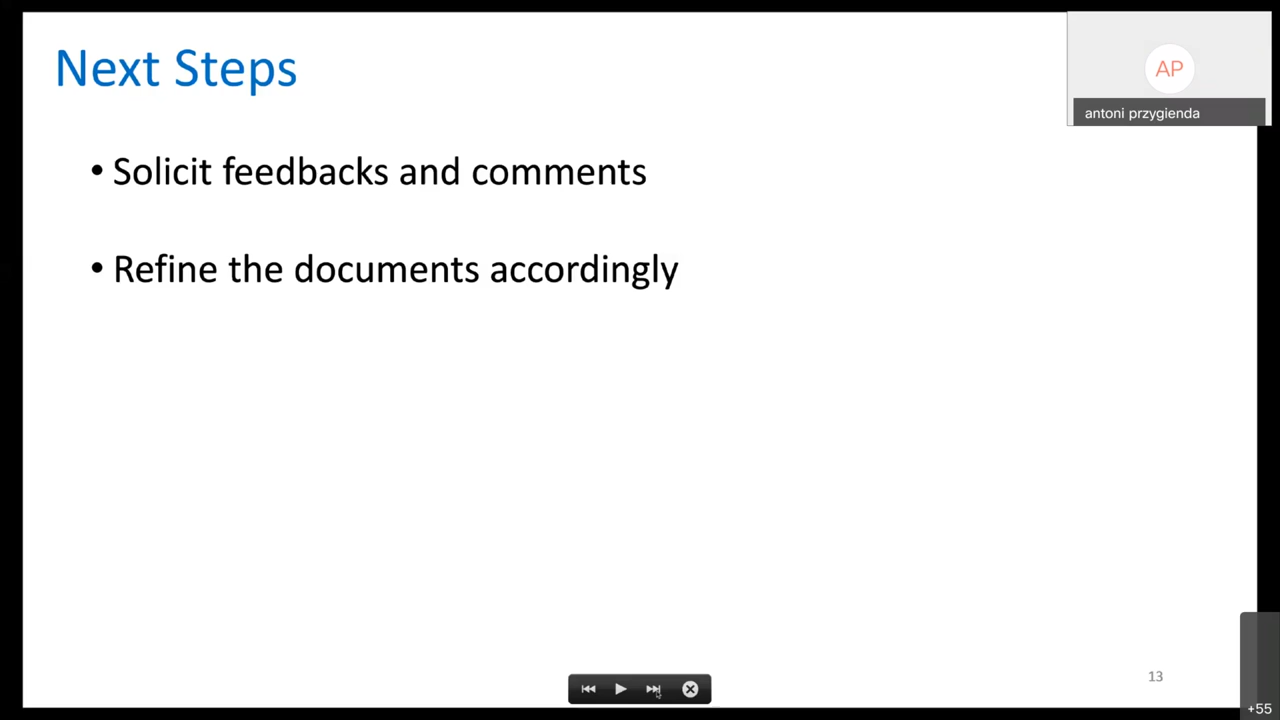 Next Steps
AP
antoni przygienda
• Solicit feedbacks and comments
• Refine the documents accordingly
13
+55